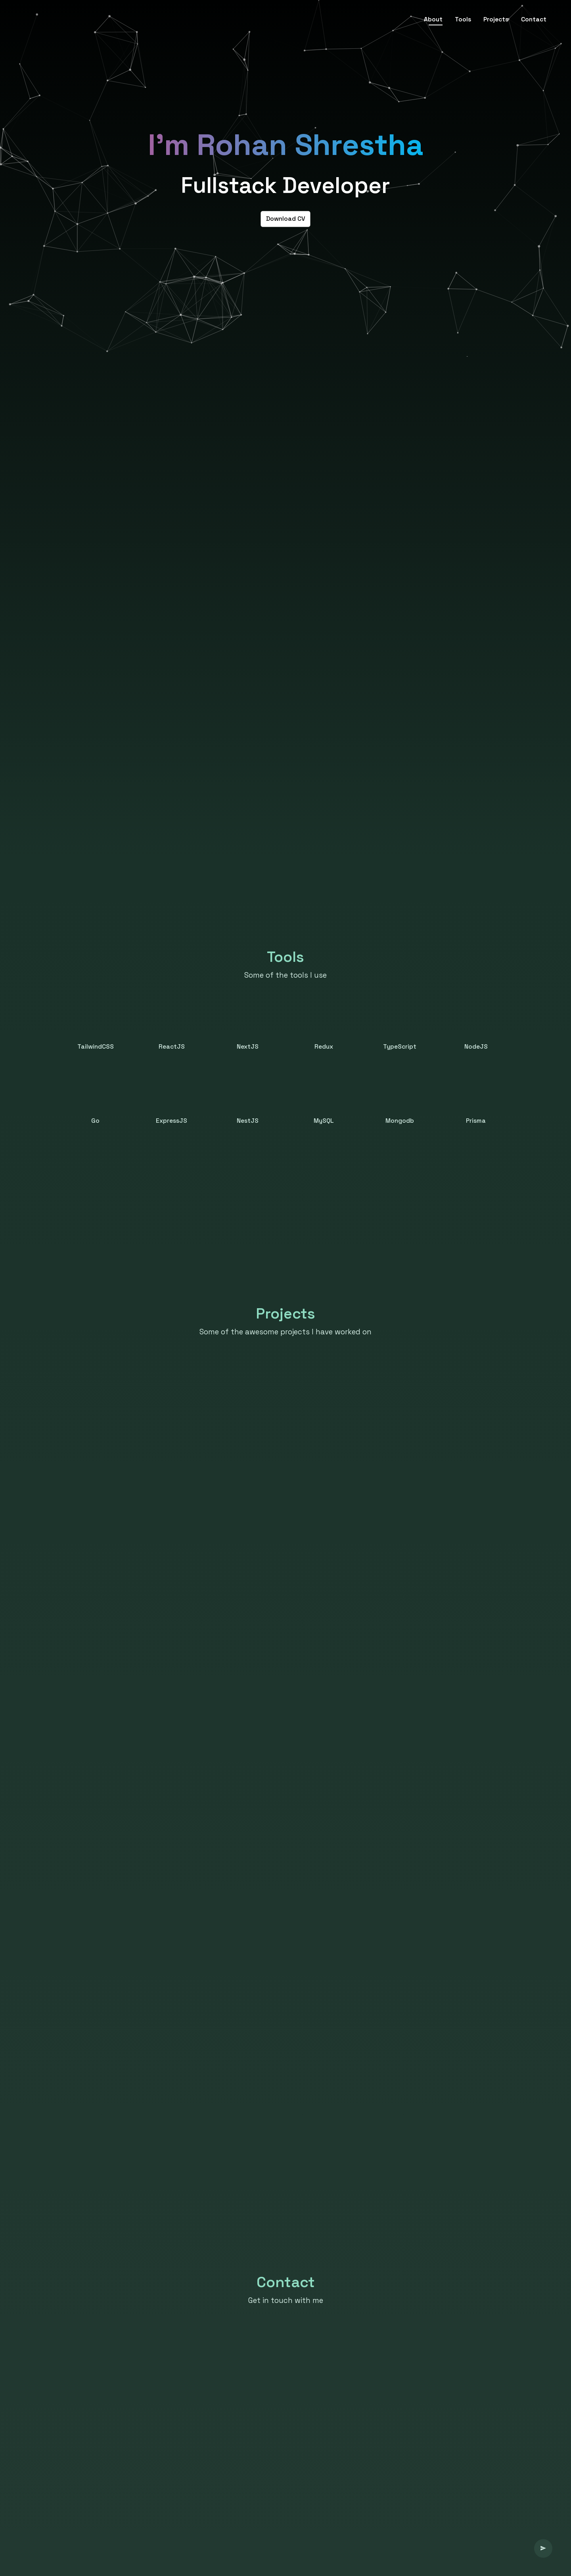 About Tools Projects Contact
I'm Rohan Shrestha
Fullstack Developer
Download CV
Tools
Some of the tools I use
TailwindCSS ReactJS NextJS Redux TypeScript NodeJS
Go ExpressJS NestJS MySQL Mongodb Prisma
Projects
Some of the awesome projects I have worked on
Contact
Get in touch with me